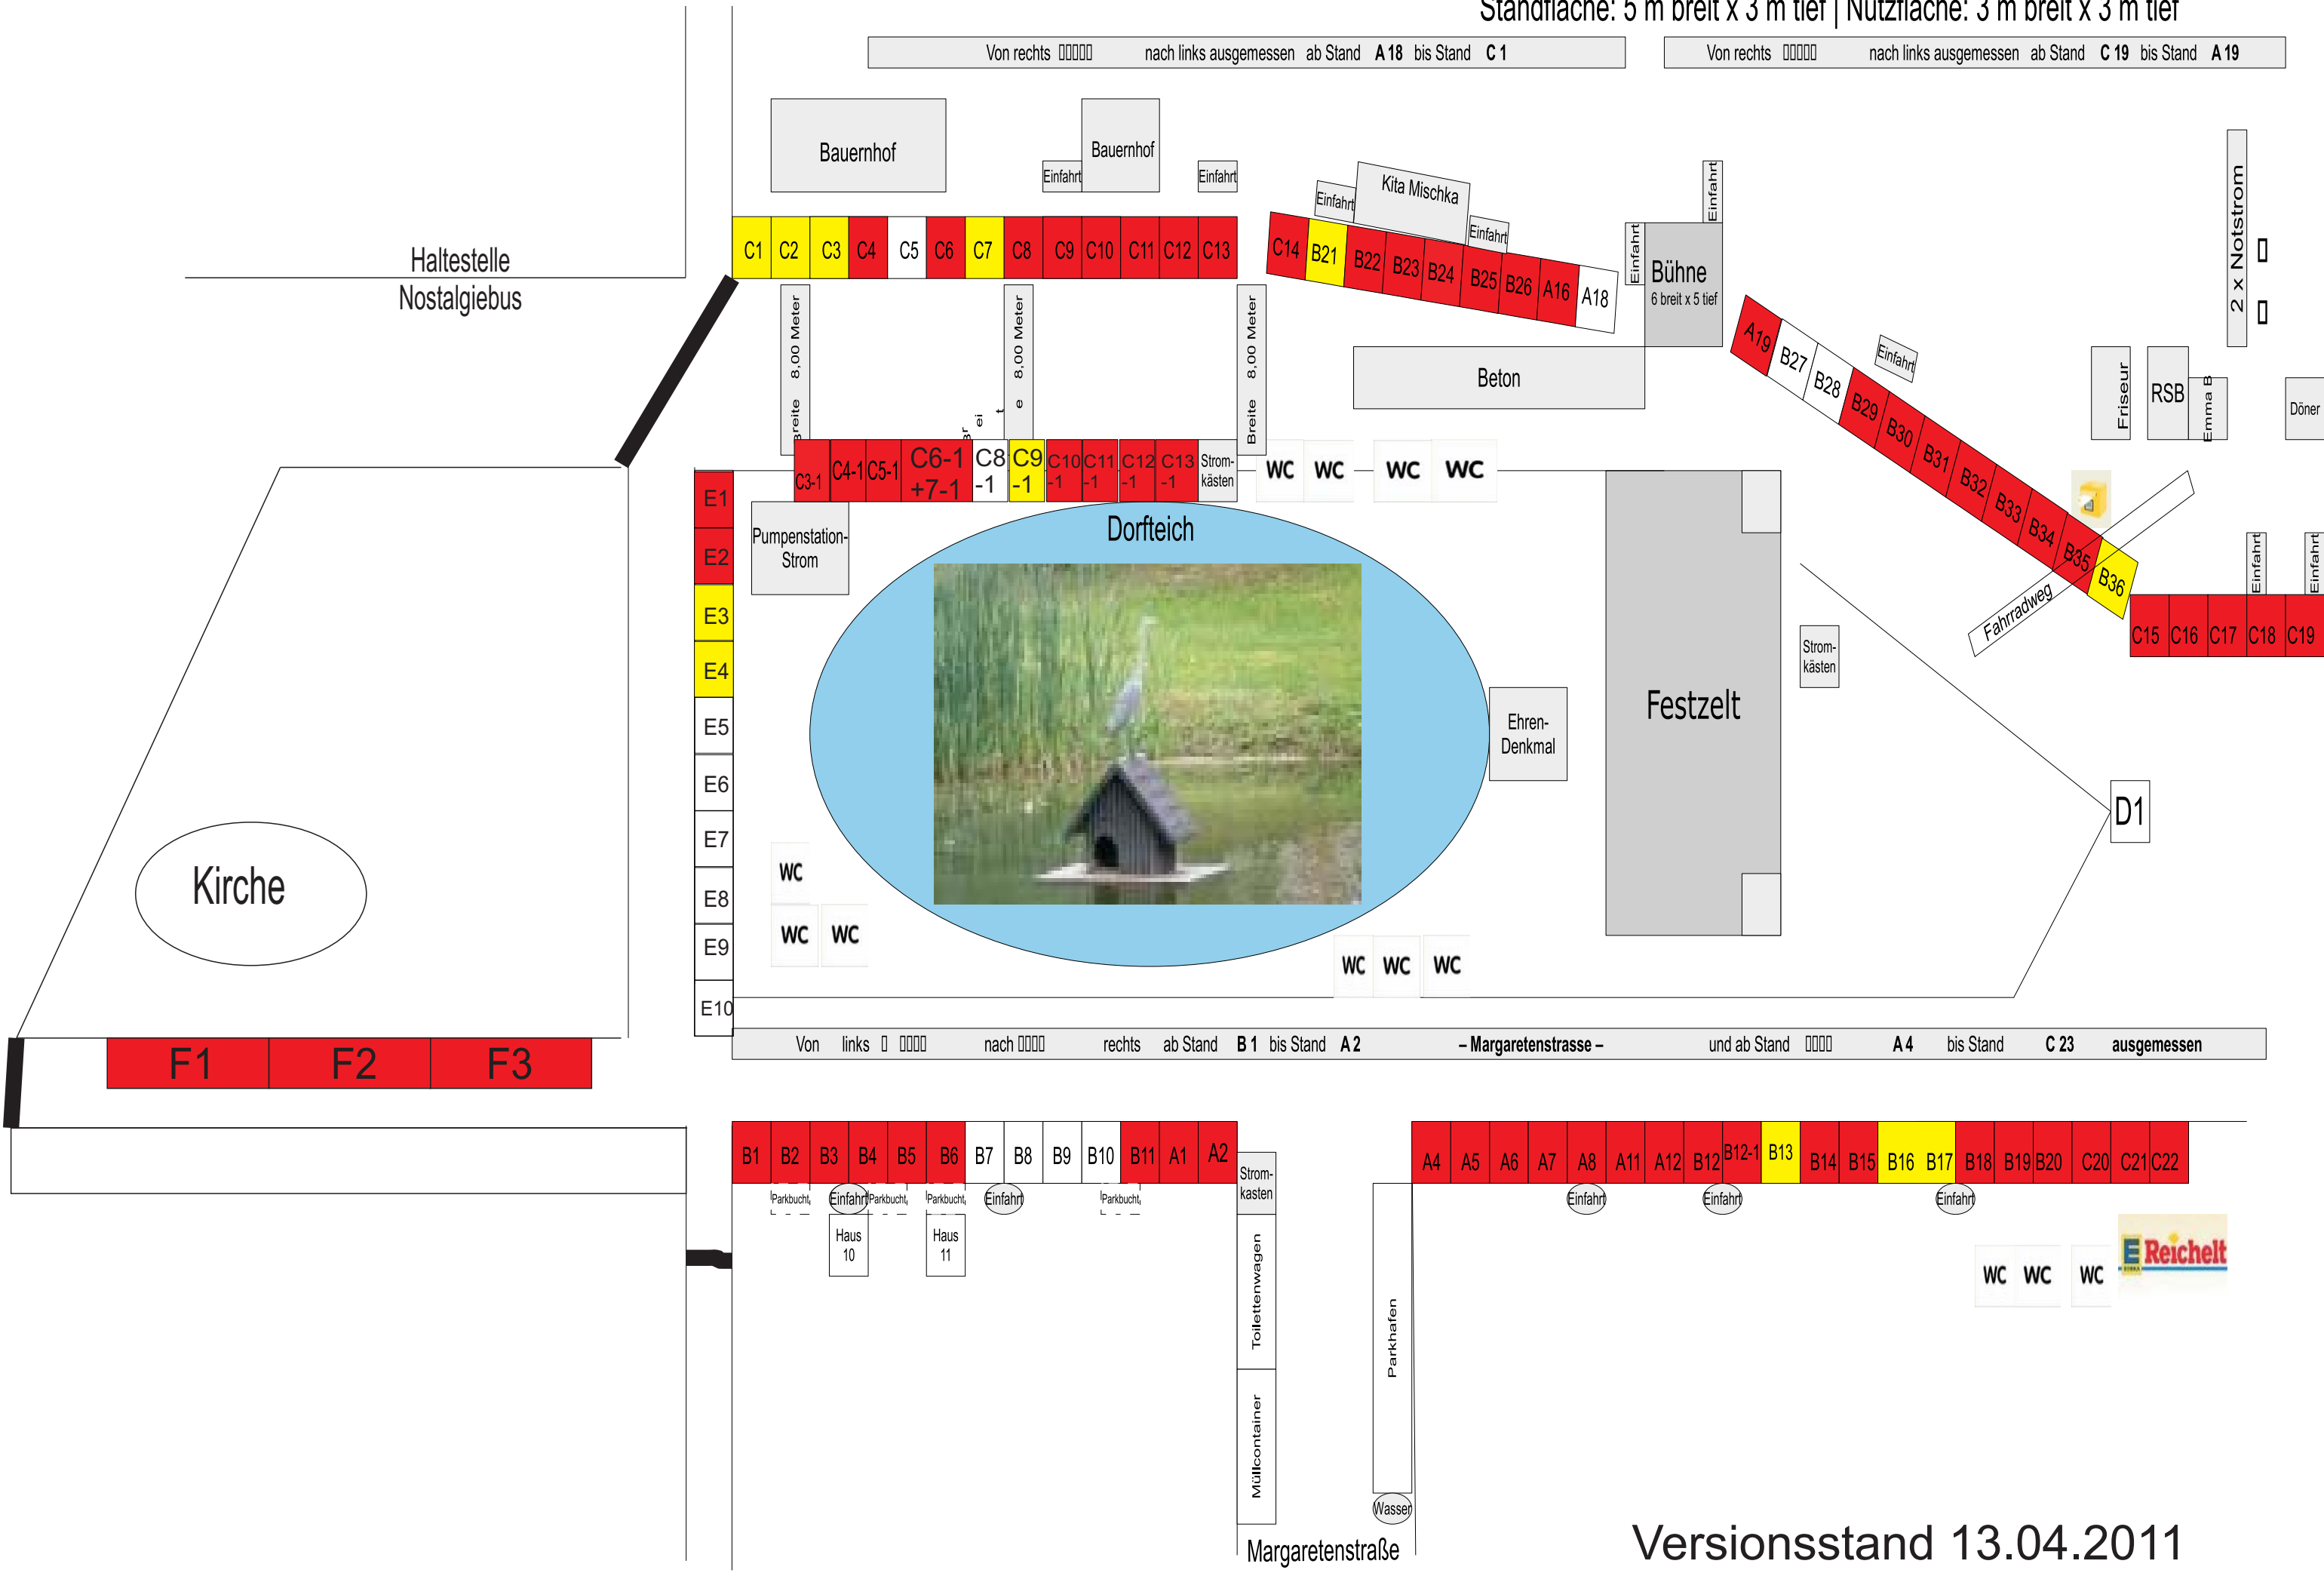 Standfläche: 5 m breit x 3 m tief | Nutzfläche: 3 m breit x 3 m tief
Von rechts nach links ausgemessen ab Stand A 18 bis Stand C 1
Von rechts nach links ausgemessen ab Stand C 19 bis Stand A 19
Bauernhof
Einfahrt
Bauernhof
Einfahrt
Einfahrt
Kita Mischka
Einfahrt
Einfahrt
Einfahrt
Bühne
6 breit x 5 tief
2 x Notstrom
Haltestelle
Nostalgiebus
C1 C2 C3 C4 C5 C6 C7 C8 C9 C10 C11 C12 C13
C14 B21 B22 B23 B24 B25 B26 A16 A18
A19 B27 B28 B29 B30 B31 B32 B33 B34 B35 B36
Einfahrt
Breite 8,00 Meter
Breite 8,00 Meter
Breite 8,00 Meter
Beton
Friseur
RSB
Emma B
Döner
C3-1 C4-1 C5-1 C6-1 +7-1 C8 -1 C9 -1 C10 -1 C11 -1 C12 -1 C13 -1
Strom-
kästen
WC WC WC WC
Pumpenstation-
Strom
Dorfteich
Fahrradweg
Einfahrt
Einfahrt
C15 C16 C17 C18 C19
Strom-
kästen
Ehren-
Denkmal
Festzelt
D1
E1
E2
E3
E4
E5
E6
E7
E8
E9
E10
Kirche
WC
WC WC
WC WC WC
F1 F2 F3
Von links nach rechts ab Stand B 1 bis Stand A 2 – Margaretenstrasse – und ab Stand A 4 bis Stand C 23 ausgemessen
B1 B2 B3 B4 B5 B6 B7 B8 B9 B10 B11 A1 A2
A4 A5 A6 A7 A8 A11 A12 B12 B12-1 B13 B14 B15 B16 B17 B18 B19 B20 C20 C21 C22
Parkbucht Einfahrt Parkbucht Parkbucht Einfahrt Parkbucht
Strom-
kasten
Einfahrt Einfahrt Einfahrt
Haus
10
Haus
11
Toilettenwagen
Müllcontainer
Parkhafen
Wasser
WC WC WC
E
EDEKA
Reichelt
Margaretenstraße
Versionsstand 13.04.2011